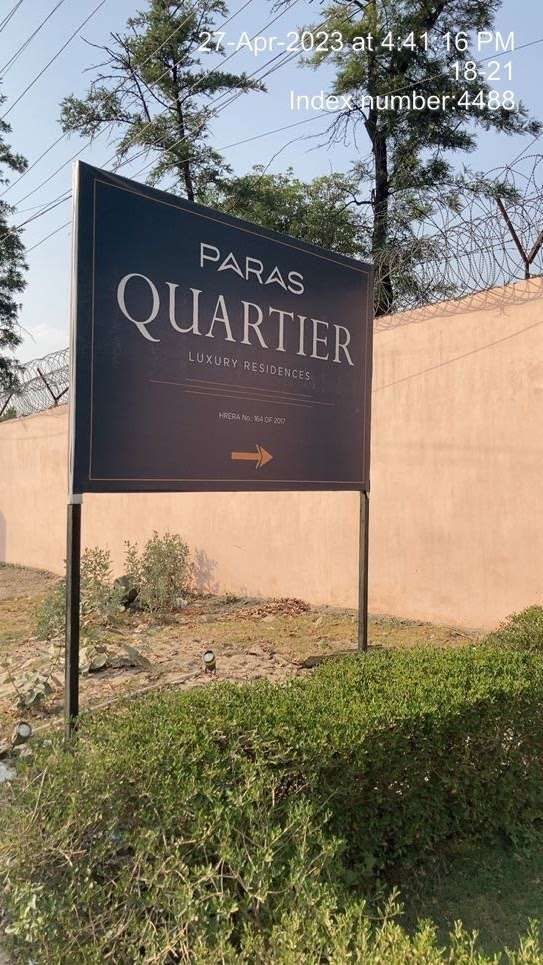 27-Apr-2023 at 4:41:16 PM
18-21
Index number:4488
PARAS
QUARTIER
LUXURY RESIDENCES
HRERA No.: 164 OF 2017